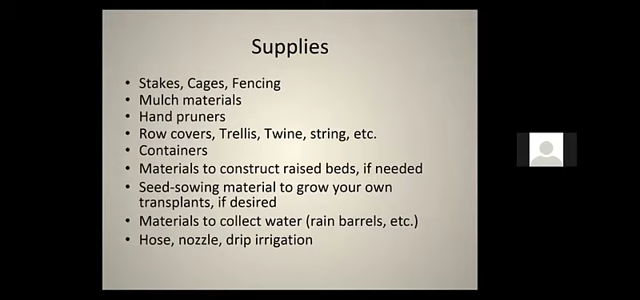 Supplies
• Stakes, Cages, Fencing
• Mulch materials
• Hand pruners
• Row covers, Trellis, Twine, string, etc.
• Containers
• Materials to construct raised beds, if needed
• Seed-sowing material to grow your own
transplants, if desired
• Materials to collect water (rain barrels, etc.)
• Hose, nozzle, drip irrigation